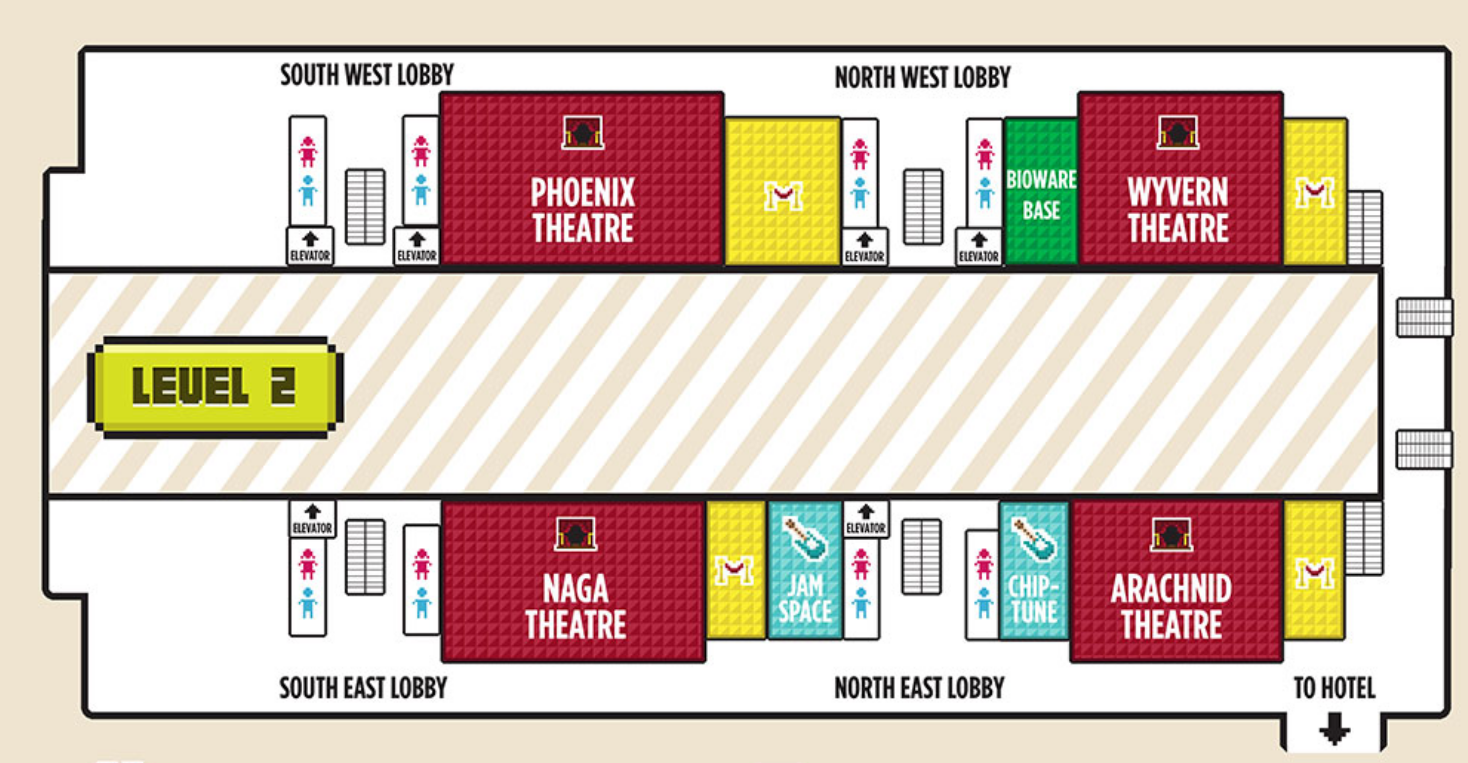 SOUTH WEST LOBBY
NORTH WEST LOBBY
PHOENIX
THEATRE
BIOWARE
BASE
WYVERN
THEATRE
ELEVATOR
ELEVATOR
ELEVATOR
ELEVATOR
LEVEL 2
ELEVATOR
ELEVATOR
NAGA
THEATRE
JAM
SPACE
CHIP-
TUNE
ARACHNID
THEATRE
SOUTH EAST LOBBY
NORTH EAST LOBBY
TO HOTEL